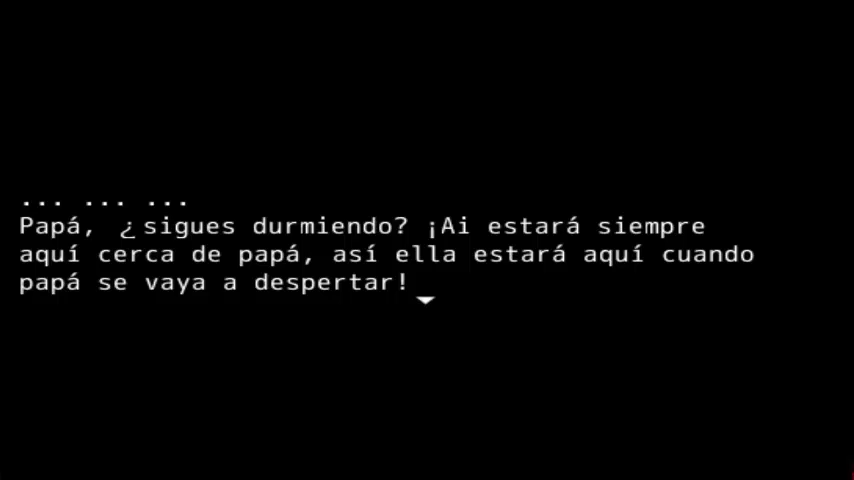 ... ... ...
Papá, ¿sigues durmiendo? ¡Ai estará siempre
aquí cerca de papá, así ella estará aquí cuando
papá se vaya a despertar!